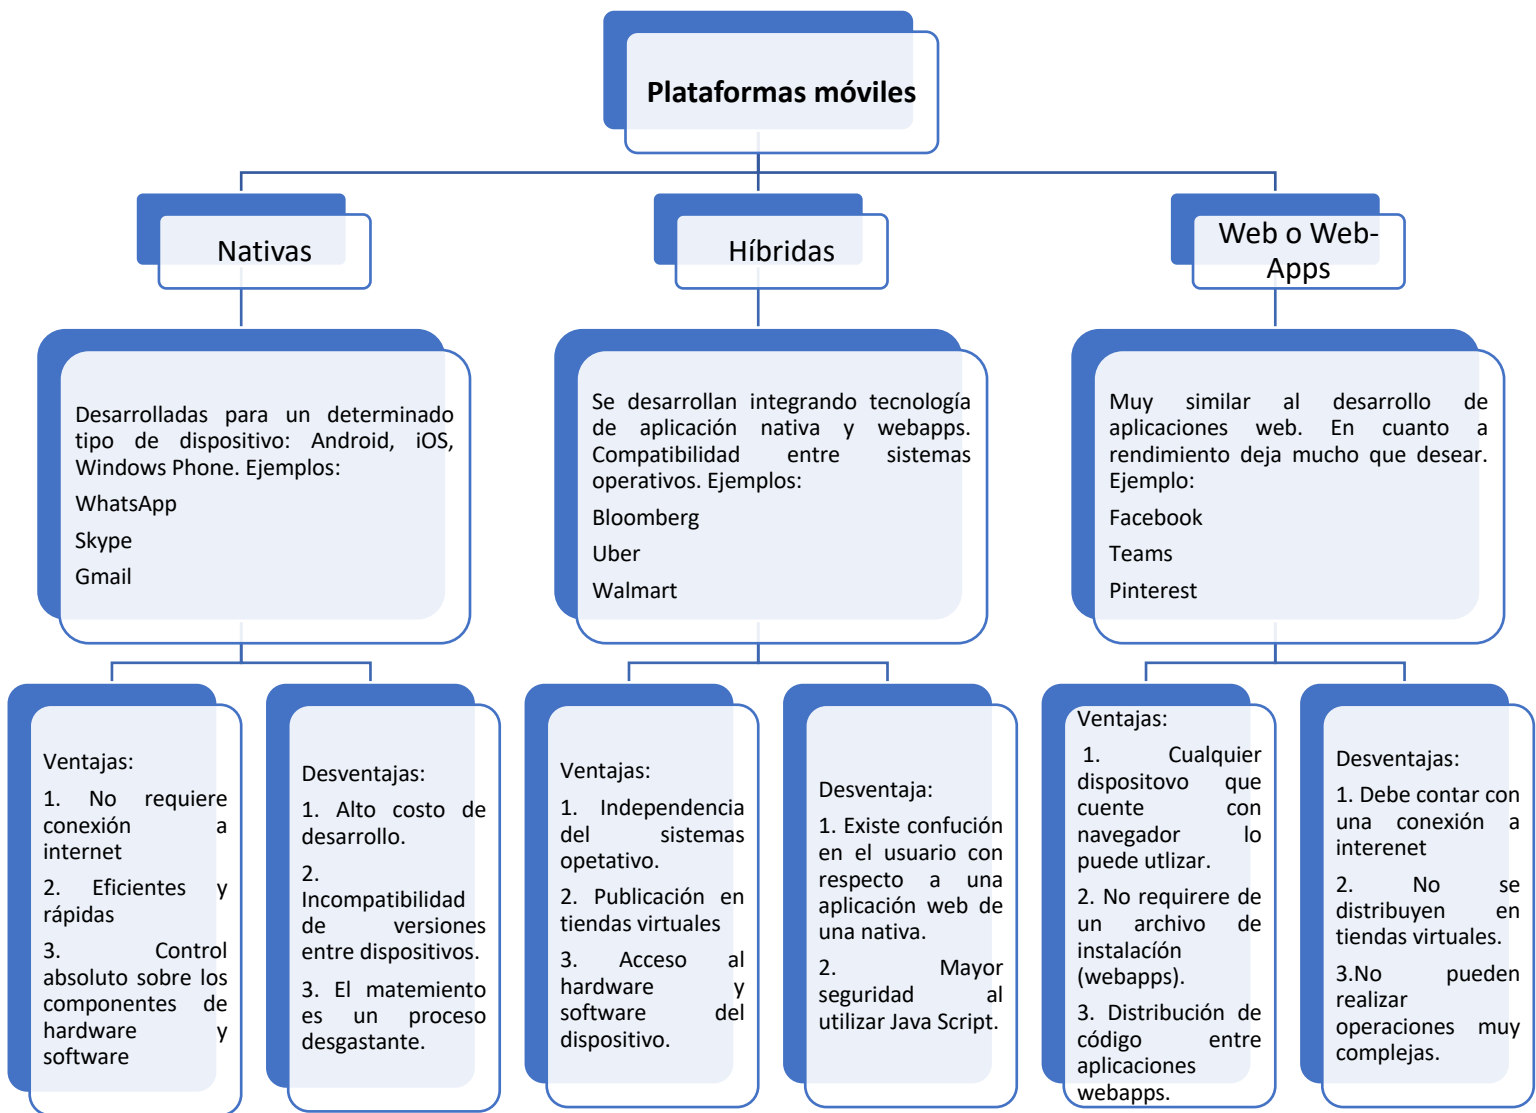 Plataformas móviles
Nativas
Híbridas
Web o Web-
Apps
Desarrolladas para un determinado
tipo de dispositivo: Android, iOS,
Windows Phone. Ejemplos:
WhatsApp
Skype
Gmail
Se desarrollan integrando tecnología
de aplicación nativa y webapps.
Compatibilidad entre sistemas
operativos. Ejemplos:
Bloomberg
Uber
Walmart
Muy similar al desarrollo de
aplicaciones web. En cuanto a
rendimiento deja mucho que desear.
Ejemplo:
Facebook
Teams
Pinterest
Ventajas:
1. No requiere
conexión a
internet
2. Eficientes y
rápidas
3. Control
absoluto sobre los
componentes de
hardware y
software
Desventajas:
1. Alto costo de
desarrollo.
2.
Incompatibilidad
de versiones
entre dispositivos.
3. El matemiento
es un proceso
desgastante.
Ventajas:
1. Independencia
del sistemas
opetativo.
2. Publicación en
tiendas virtuales
3. Acceso al
hardware y
software del
dispositivo.
Desventaja:
1. Existe confución
en el usuario con
respecto a una
aplicación web de
una nativa.
2. Mayor
seguridad al
utilizar Java Script.
Ventajas:
1. Cualquier
dispositovo que
cuente con
navegador lo
puede utlizar.
2. No requirere de
un archivo de
instalacíón
(webapps).
3. Distribución de
código entre
aplicaciones
webapps.
Desventajas:
1. Debe contar con
una conexión a
interenet
2. No se
distribuyen en
tiendas virtuales.
3.No pueden
realizar
operaciones muy
complejas.